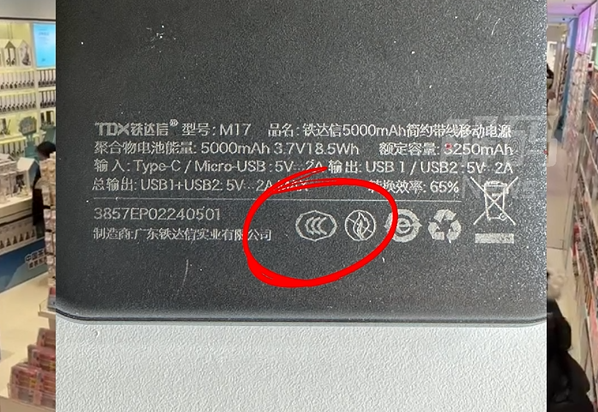 TDX铁达信® 型号: M17 品名: 铁达信5000mAh简约带线移动电源
聚合物电池能量: 5000mAh 3.7V18.5Wh 额定容量: 3250mAh
输入: Type-C / Micro-USB: 5V⎓2A 输出: USB 1 / USB2: 5V⎓2A
总输出: USB1+USB2: 5V⎓2A 转换效率: 65%
3857EP02240501
制造商:广东铁达信实业有限公司
CCC